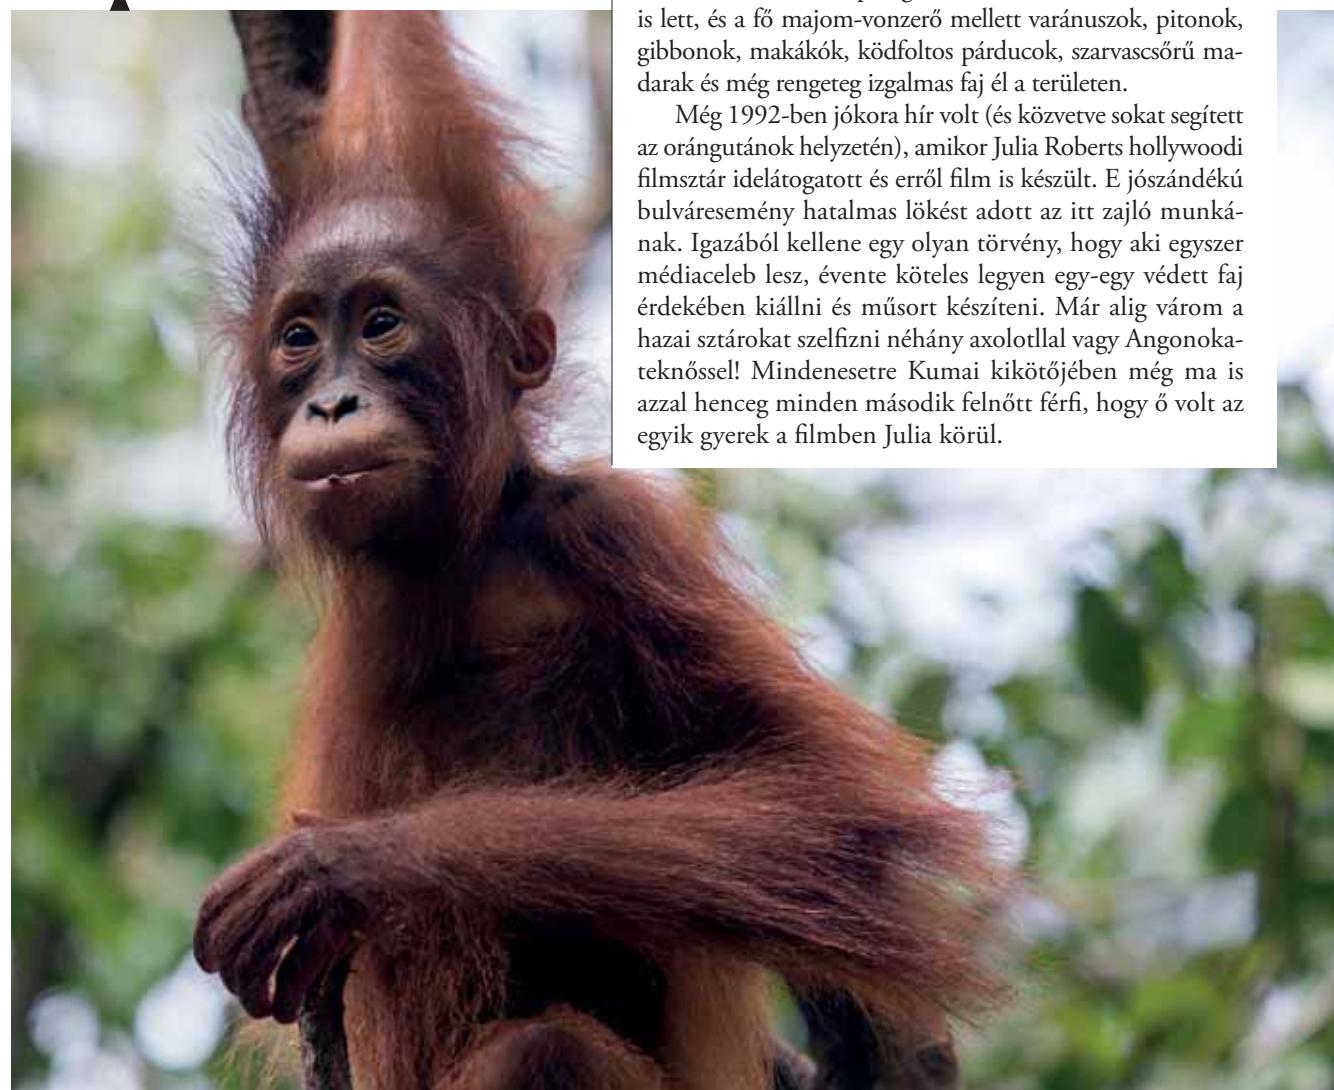 is lett, és a fő majom-vonzerő mellett varánuszok, pitonok,
gibbonok, makákók, ködfoltos párducok, szarvascsőrű ma-
darak és még rengeteg izgalmas faj él a területen.
Még 1992-ben jókora hír volt (és közvetve sokat segített
az orángutánok helyzetén), amikor Julia Roberts hollywoodi
filmsztár idelátogatott és erről film is készült. E jószándékú
bulváresemény hatalmas lökést adott az itt zajló munká-
nak. Igazából kellene egy olyan törvény, hogy aki egyszer
médiaceleb lesz, évente köteles legyen egy-egy védett faj
érdekében kiállni és műsort készíteni. Már alig várom a
hazai sztárokat szelfizni néhány axolotllal vagy Angonoka-
teknőssel! Mindenesetre Kumai kikötőjében még ma is
azzal henceg minden második felnőtt férfi, hogy ő volt az
egyik gyerek a filmben Julia körül.